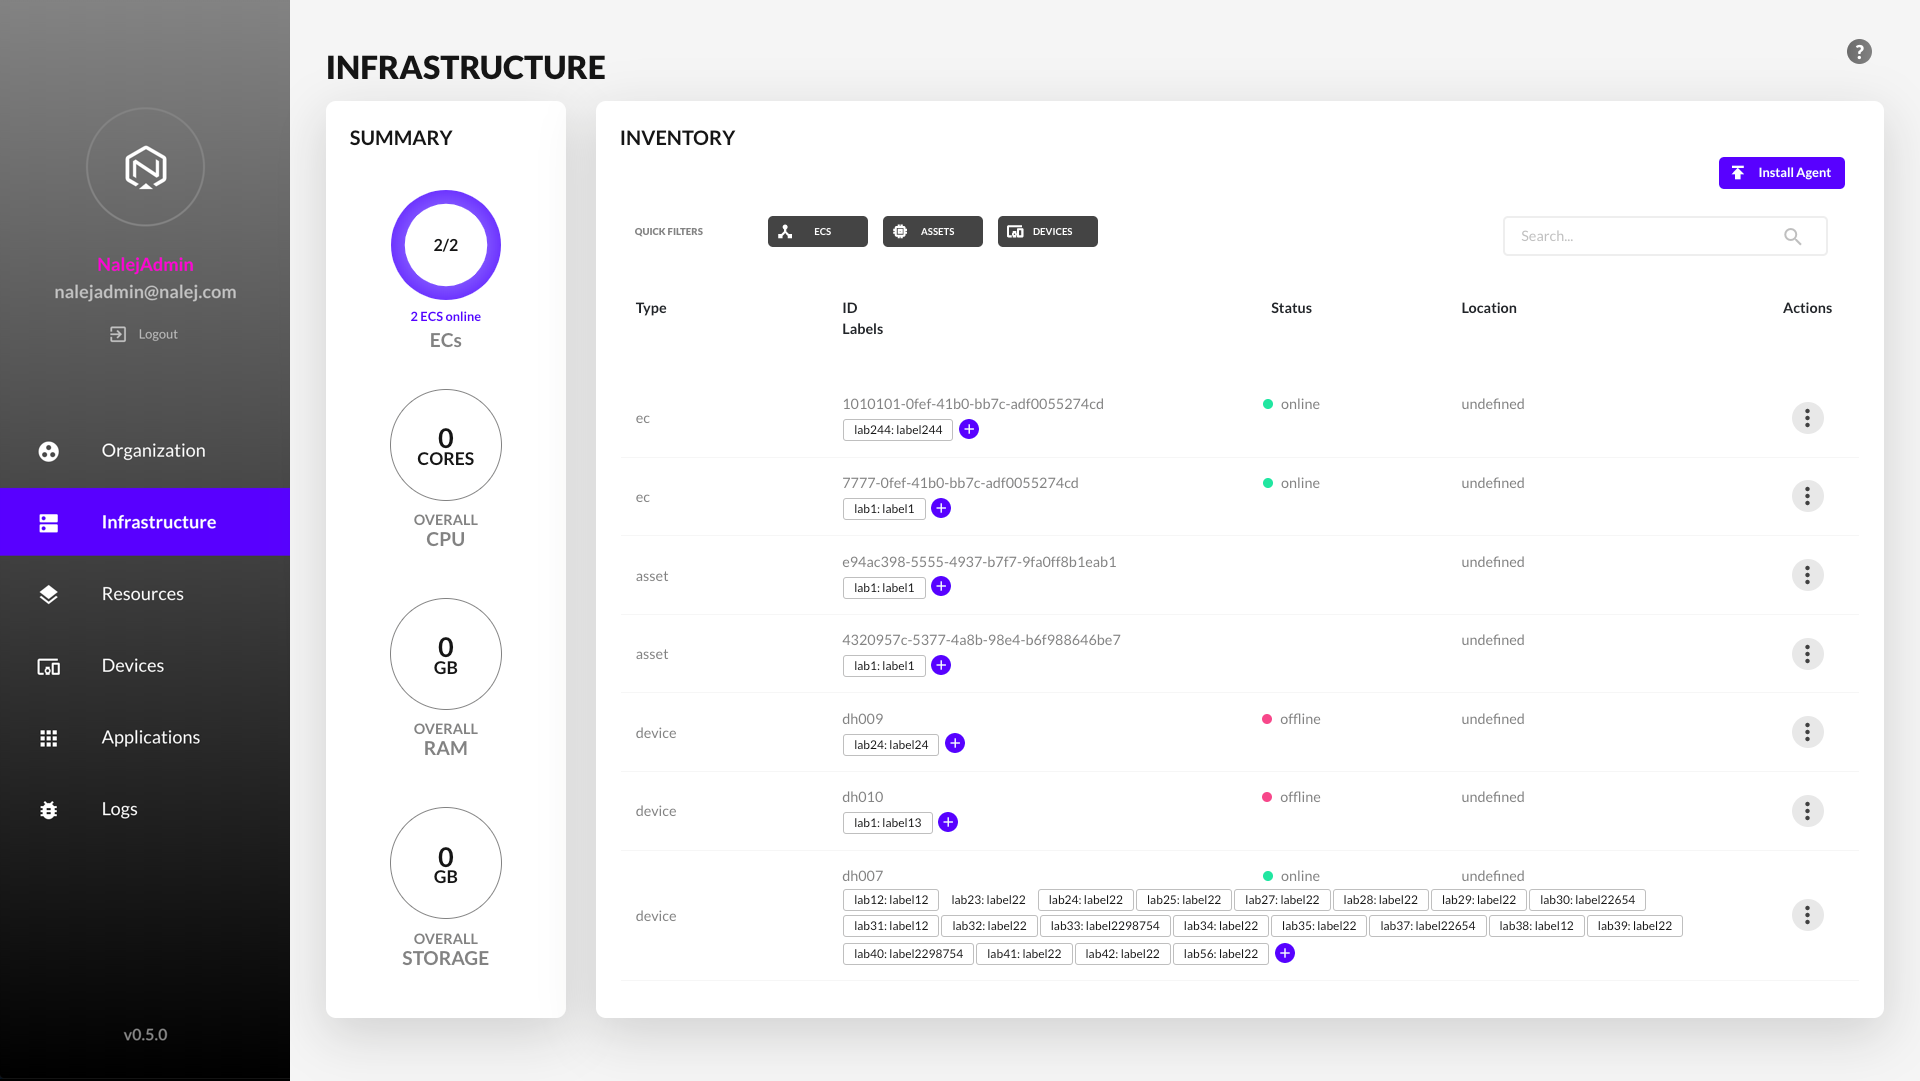 INFRASTRUCTURE
?
NalejAdmin
nalejadmin@nalej.com
Logout
Organization
Infrastructure
Resources
Devices
Applications
Logs
v0.5.0
SUMMARY
2/2
2 ECS online
ECs
0
CORES
OVERALL
CPU
0
GB
OVERALL
RAM
0
GB
OVERALL
STORAGE
INVENTORY
Install Agent
QUICK FILTERS ECS ASSETS DEVICES Search...
Type ID Status Location Actions
Labels
ec 1010101-0fef-41b0-bb7c-adf0055274cd online undefined
lab244: label244
ec 7777-0fef-41b0-bb7c-adf0055274cd online undefined
lab1: label1
asset e94ac398-5555-4937-b7f7-9fa0ff8b1eab1 undefined
lab1: label1
asset 4320957c-5377-4a8b-98e4-b6f988646be7 undefined
lab1: label1
device dh009 offline undefined
lab24: label24
device dh010 offline undefined
lab1: label13
device dh007 online undefined
lab12: label12 lab23: label22 lab24: label22 lab25: label22 lab27: label22 lab28: label22 lab29: label22 lab30: label22654
lab31: label12 lab32: label22 lab33: label2298754 lab34: label22 lab35: label22 lab37: label22654 lab38: label12 lab39: label22
lab40: label2298754 lab41: label22 lab42: label22 lab56: label22